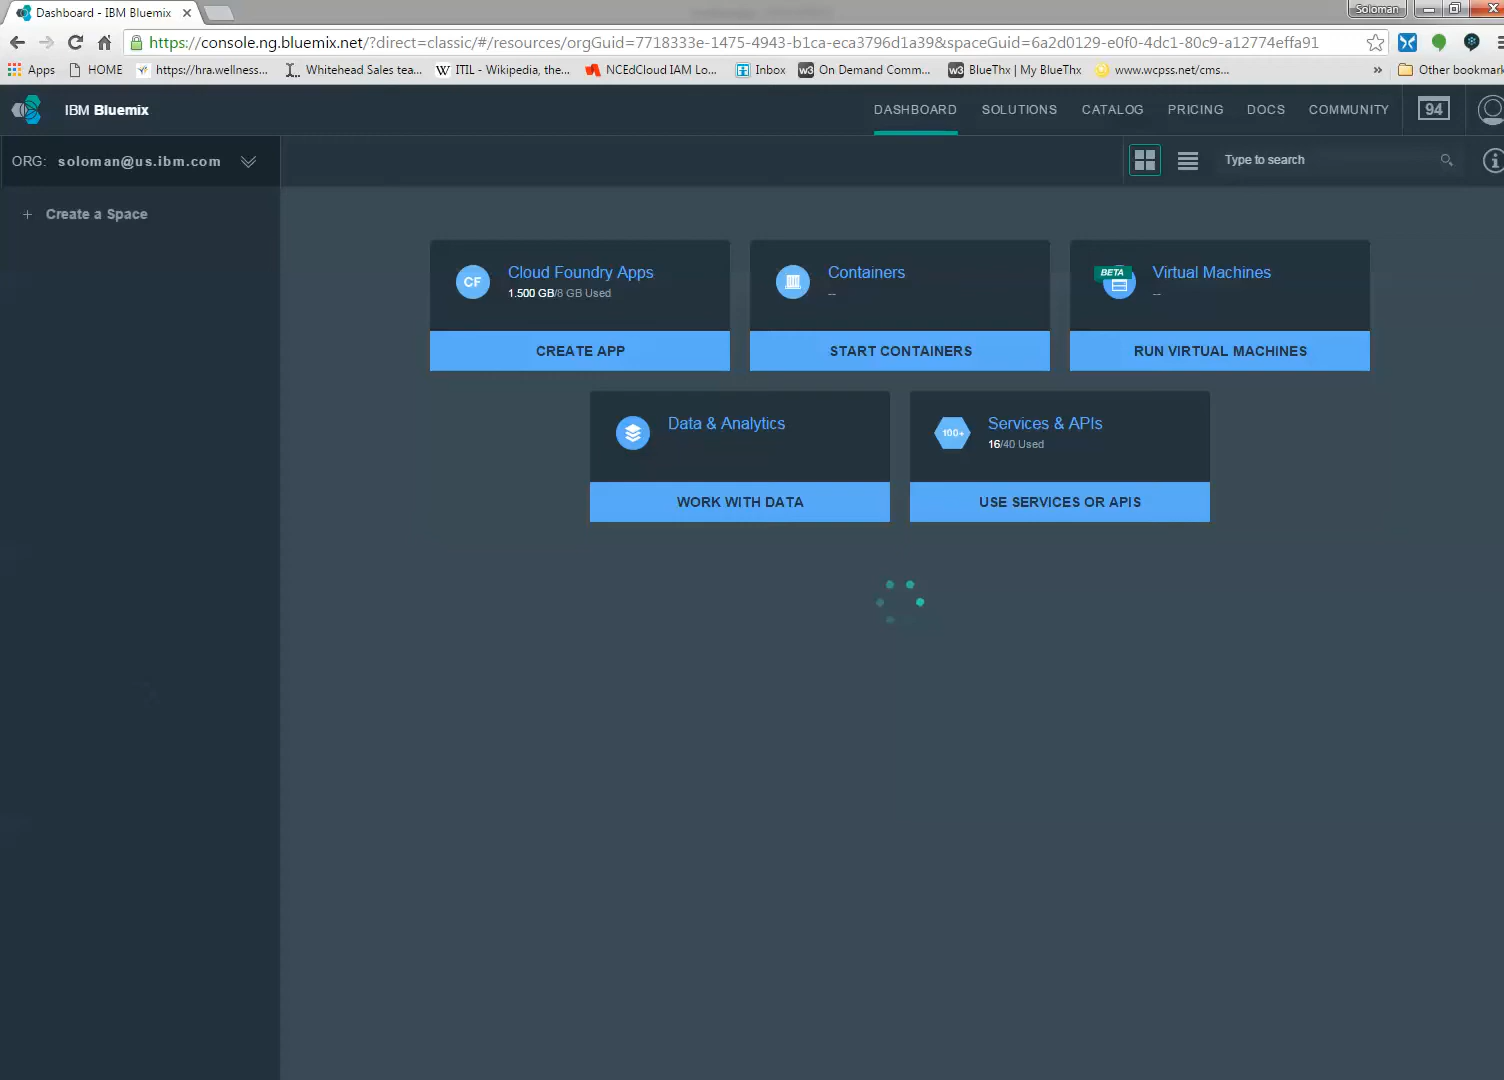 Dashboard - IBM Bluemix
Soloman
https://console.ng.bluemix.net/?direct=classic/#/resources/orgGuid=7718333e-1475-4943-b1ca-eca3796d1a39&spaceGuid=6a2d0129-e0f0-4dc1-80c9-a12774effa91
Apps HOME https://hra.wellness... Whitehead Sales tea... W ITIL - Wikipedia, the... NCEdCloud IAM Lo... Inbox w3 On Demand Comm... w3 BlueThx | My BlueThx www.wcpss.net/cms... » Other bookmark
IBM Bluemix
DASHBOARD SOLUTIONS CATALOG PRICING DOCS COMMUNITY 94
ORG: soloman@us.ibm.com
Type to search
+ Create a Space
CF Cloud Foundry Apps
1.500 GB/8 GB Used
CREATE APP
Containers
--
START CONTAINERS
BETA Virtual Machines
--
RUN VIRTUAL MACHINES
Data & Analytics
WORK WITH DATA
100+ Services & APIs
16/40 Used
USE SERVICES OR APIS